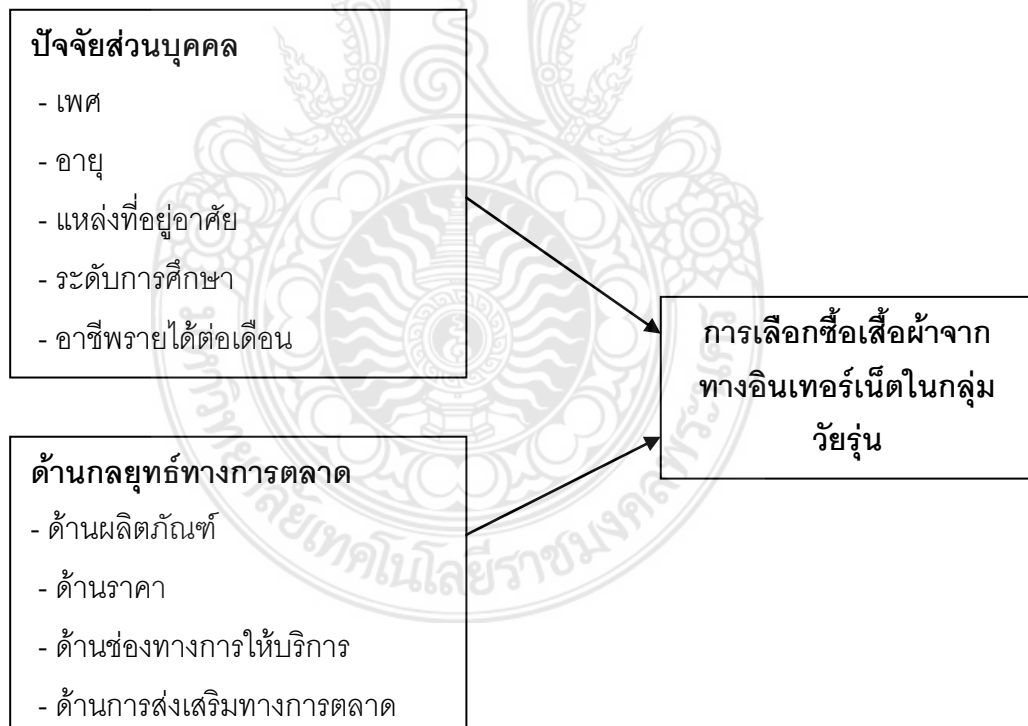 ปัจจัยส่วนบุคคล
- เพศ
- อายุ
- แหล่งที่อยู่อาศัย
- ระดับการศึกษา
- อาชีพรายได้ต่อเดือน
ด้านกลยุทธ์ทางการตลาด
- ด้านผลิตภัณฑ์
- ด้านราคา
- ด้านช่องทางการให้บริการ
- ด้านการส่งเสริมทางการตลาด
การเลือกซื้อเสื้อผ้าจาก
ทางอินเทอร์เน็ตในกลุ่ม
วัยรุ่น